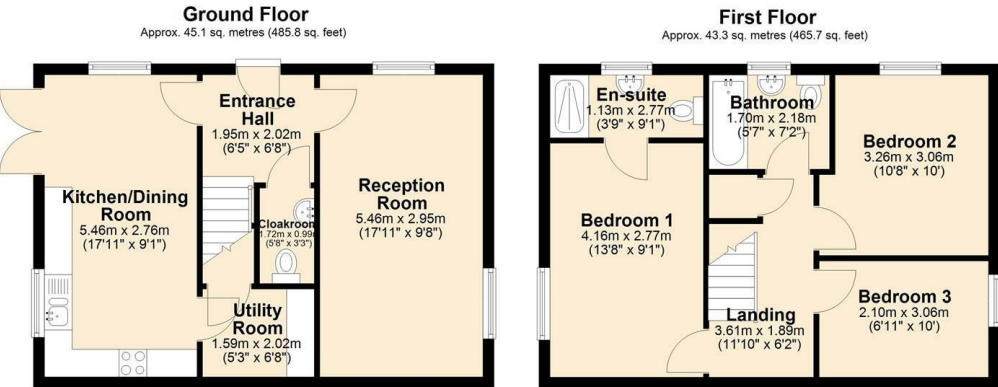 Ground Floor
Approx. 45.1 sq. metres (485.8 sq. feet)
Entrance
Hall
1.95m x 2.02m
(6'5" x 6'8")
Kitchen/Dining
Room
5.46m x 2.76m
(17'11" x 9'1")
Reception
Room
5.46m x 2.95m
(17'11" x 9'8")
Cloakroom
1.72m x 0.99m
(5'8" x 3'3")
Utility
Room
1.59m x 2.02m
(5'3" x 6'8")
First Floor
Approx. 43.3 sq. metres (465.7 sq. feet)
En-suite
1.13m x 2.77m
(3'9" x 9'1")
Bathroom
1.70m x 2.18m
(5'7" x 7'2")
Bedroom 2
3.26m x 3.06m
(10'8" x 10')
Bedroom 1
4.16m x 2.77m
(13'8" x 9'1")
Landing
3.61m x 1.89m
(11'10" x 6'2")
Bedroom 3
2.10m x 3.06m
(6'11" x 10')